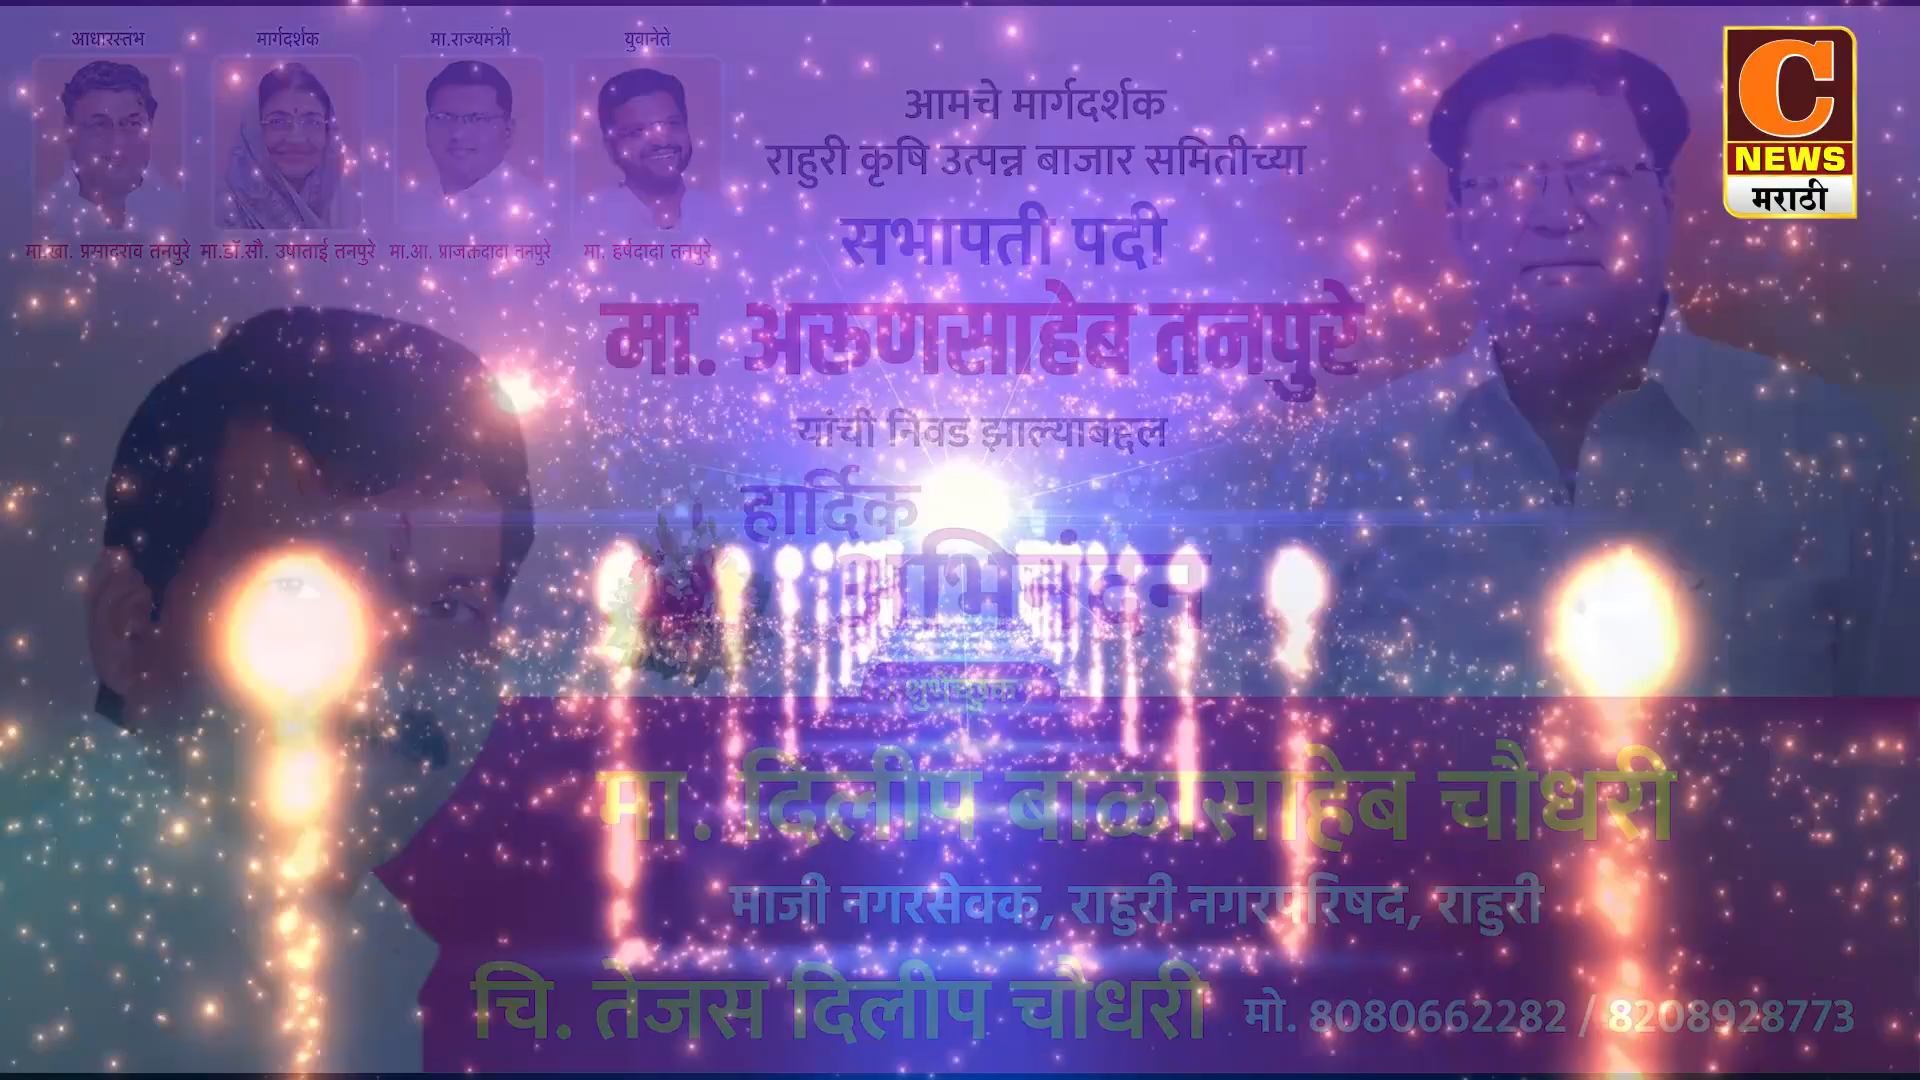 आधारस्तंभ
मार्गदर्शक
मा.राज्यमंत्री
युवानेते
मा.खा. प्रसादराव तनपुरे
मा.डॉ.सौ. उषाताई तनपुरे
मा.आ. प्राजक्तदादा तनपुरे
मा. हर्षदादा तनपुरे
आमचे मार्गदर्शक
राहुरी कृषि उत्पन्न बाजार समितीच्या
सभापती पदी
मा. अरूणसाहेब तनपुरे
यांची निवड झाल्याबद्दल
हार्दिक
अभिनंदन
शुभेच्छुक
मा. दिलीप बाळासाहेब चौधरी
माजी नगरसेवक, राहुरी नगरपरिषद, राहुरी
चि. तेजस दिलीप चौधरी
मो. 8080662282 / 8208928773
C
NEWS
मराठी